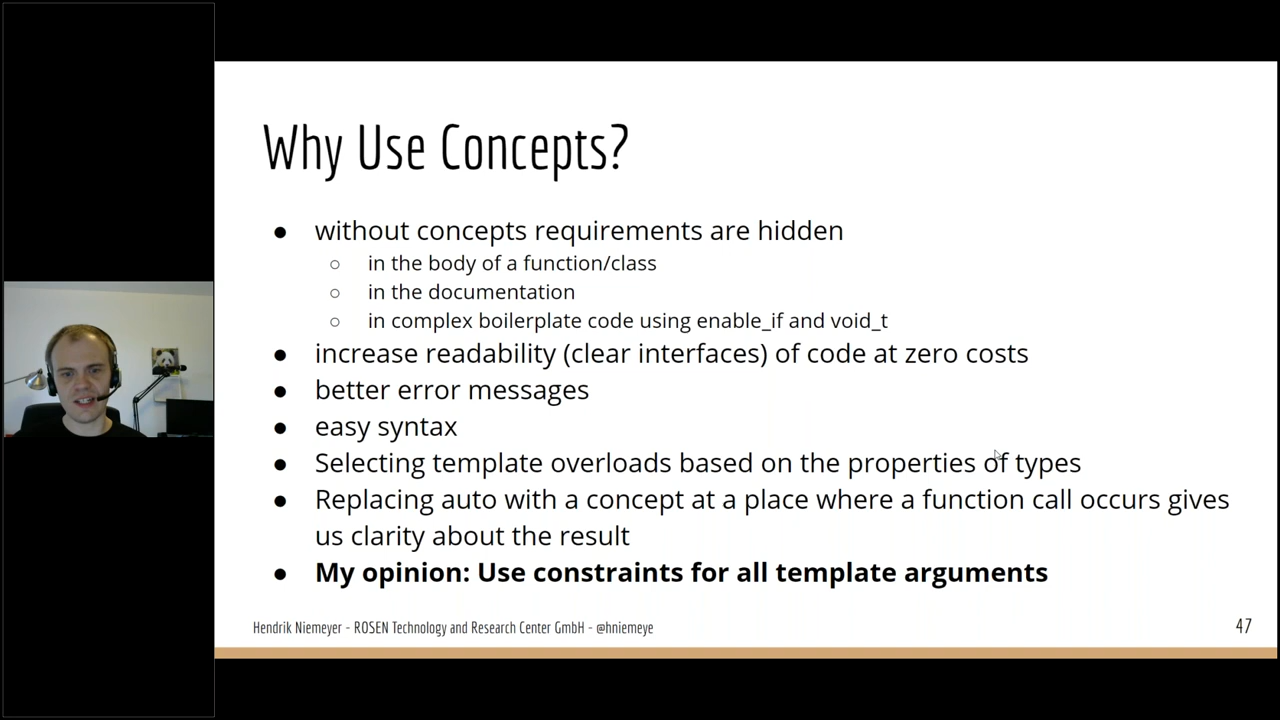 Why Use Concepts?
● without concepts requirements are hidden
○ in the body of a function/class
○ in the documentation
○ in complex boilerplate code using enable_if and void_t
● increase readability (clear interfaces) of code at zero costs
● better error messages
● easy syntax
● Selecting template overloads based on the properties of types
● Replacing auto with a concept at a place where a function call occurs gives
us clarity about the result
● My opinion: Use constraints for all template arguments
Hendrik Niemeyer - ROSEN Technology and Research Center GmbH - @hniemeye
47